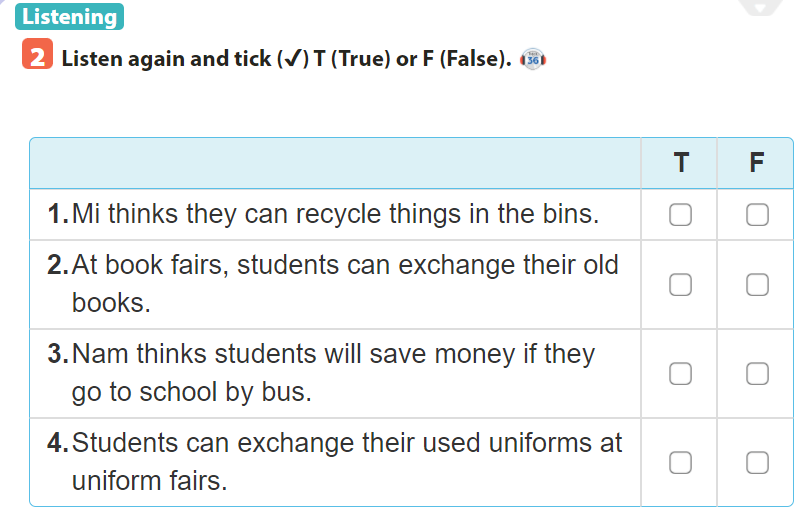 Listening
2 Listen again and tick (✓) T (True) or F (False). 36
T F
1. Mi thinks they can recycle things in the bins.
2. At book fairs, students can exchange their old
books.
3. Nam thinks students will save money if they
go to school by bus.
4. Students can exchange their used uniforms at
uniform fairs.